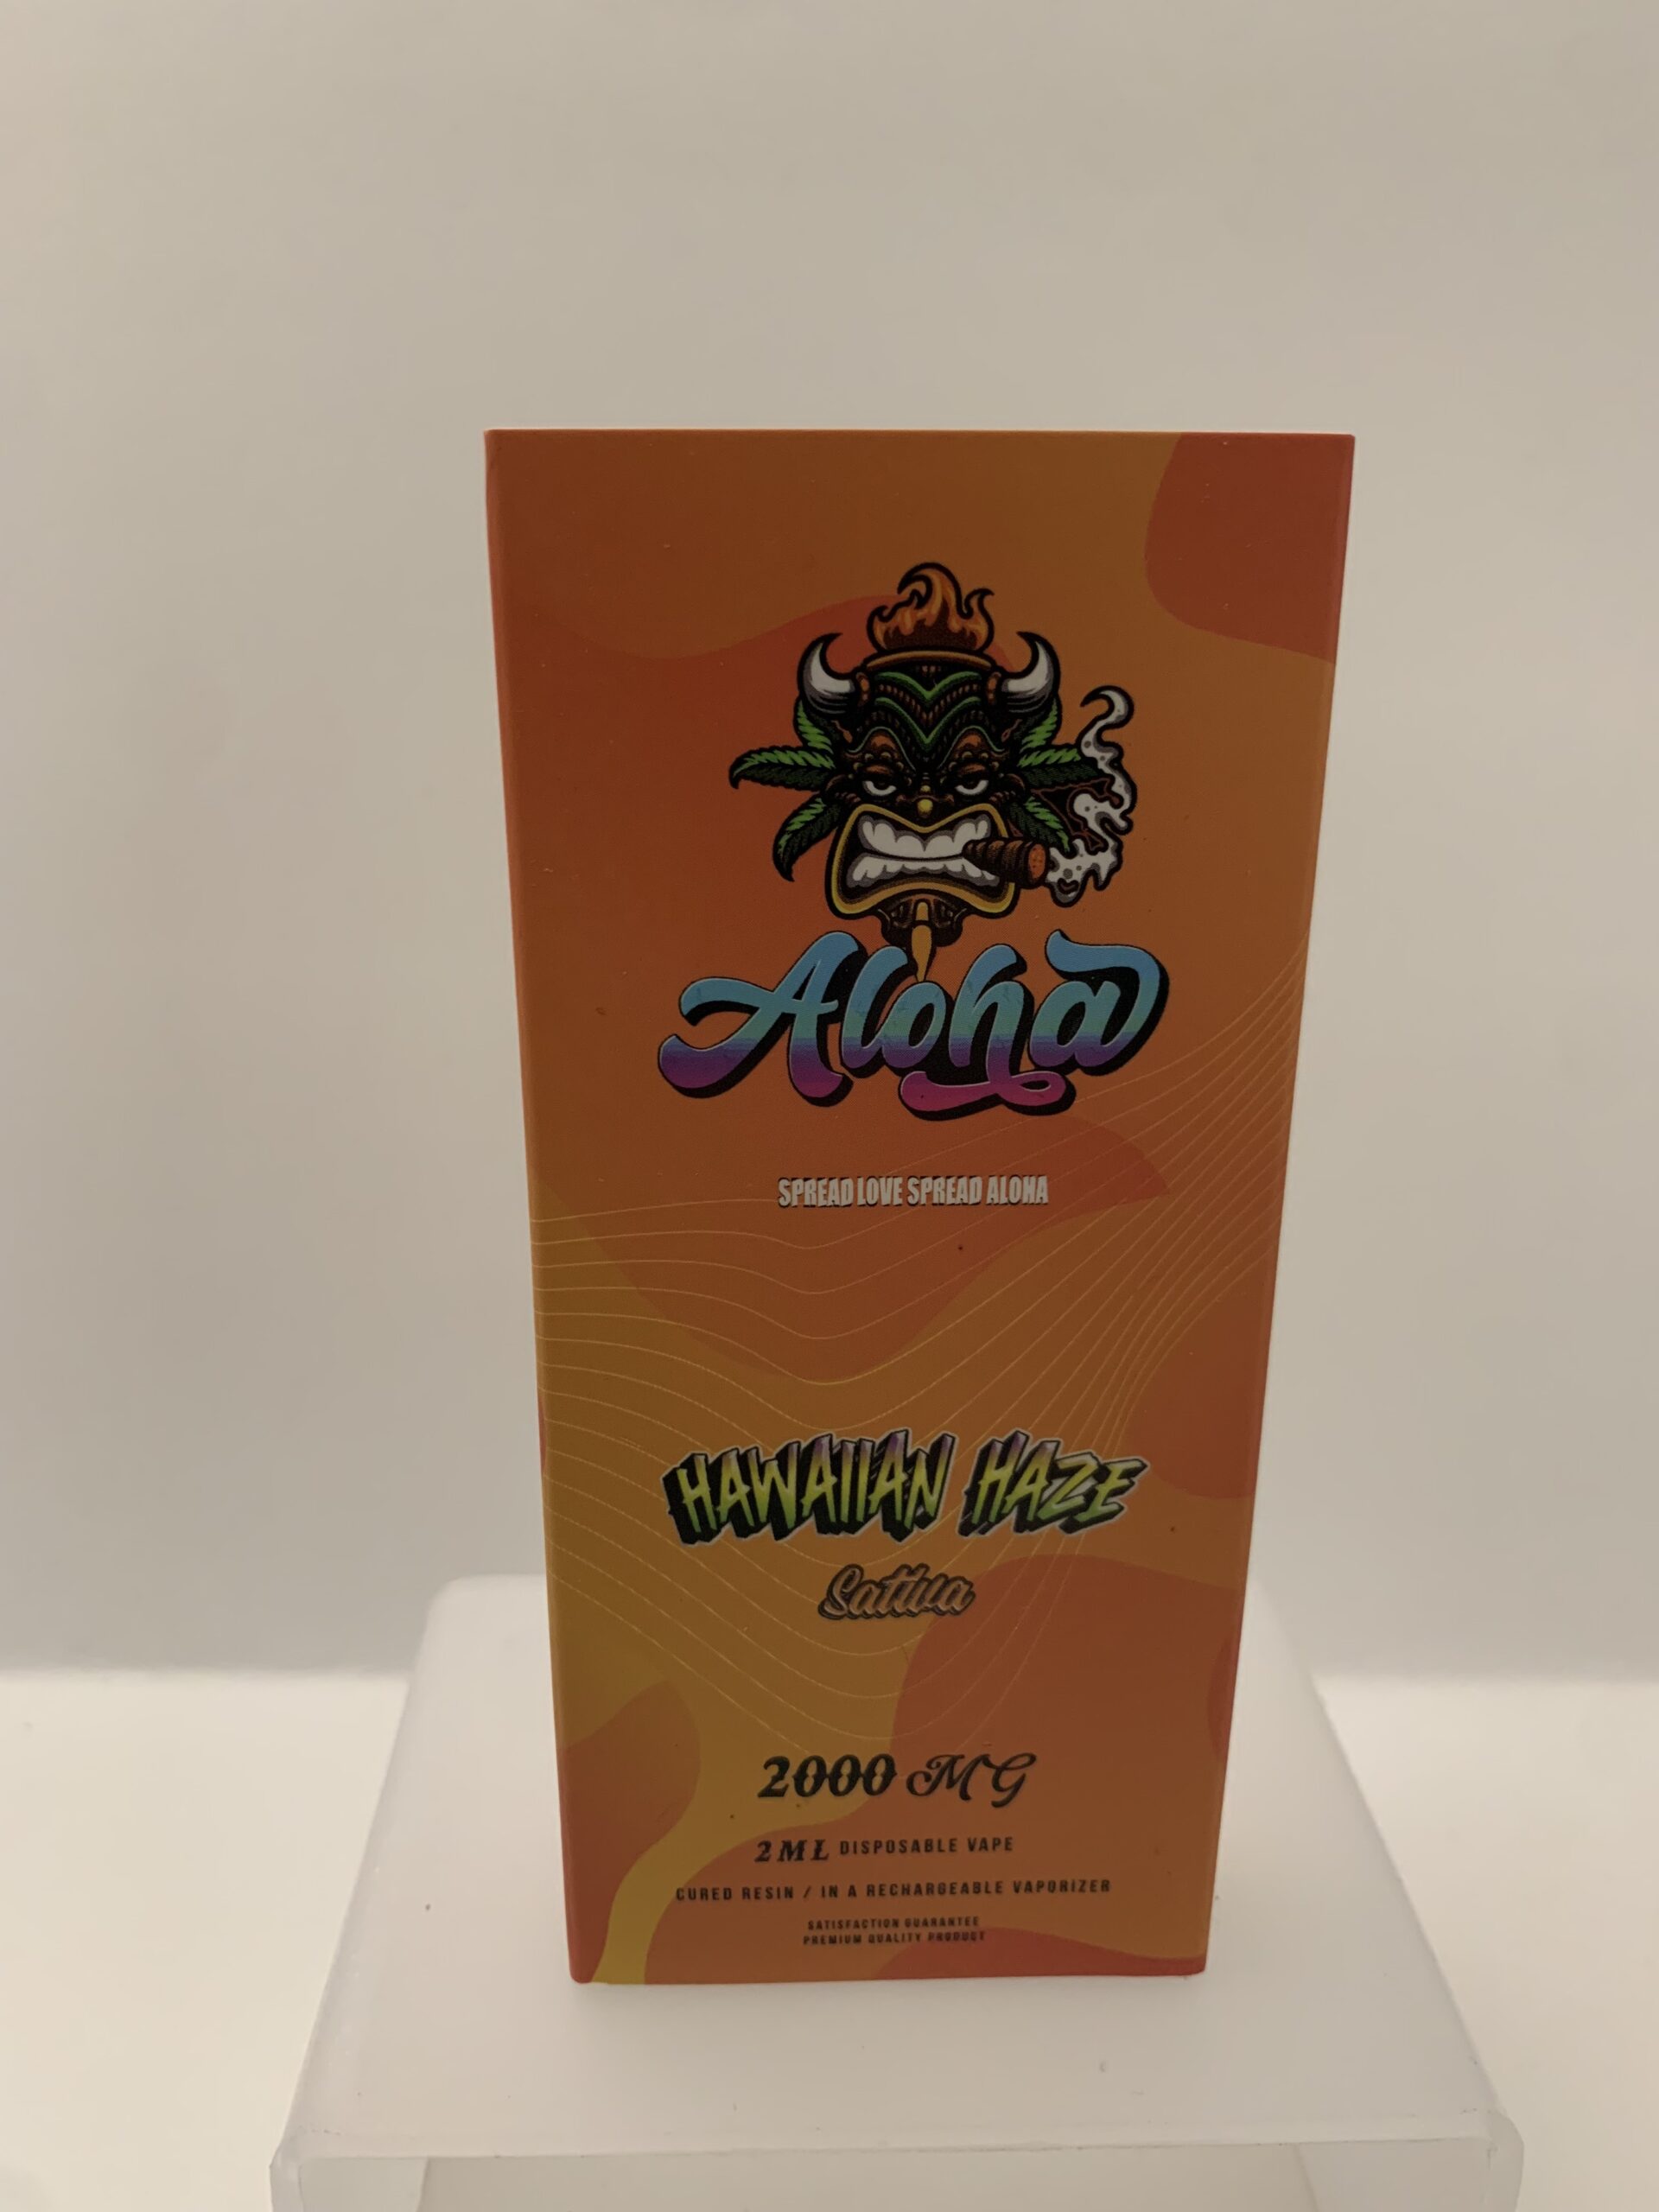 Aloha
SPREAD LOVE SPREAD ALOHA
HAWAIIAN HAZE
Sativa
2000 MG
2ML DISPOSABLE VAPE
CURED RESIN / IN A RECHARGEABLE VAPORIZER
SATISFACTION GUARANTEE
PREMIUM QUALITY PRODUCT